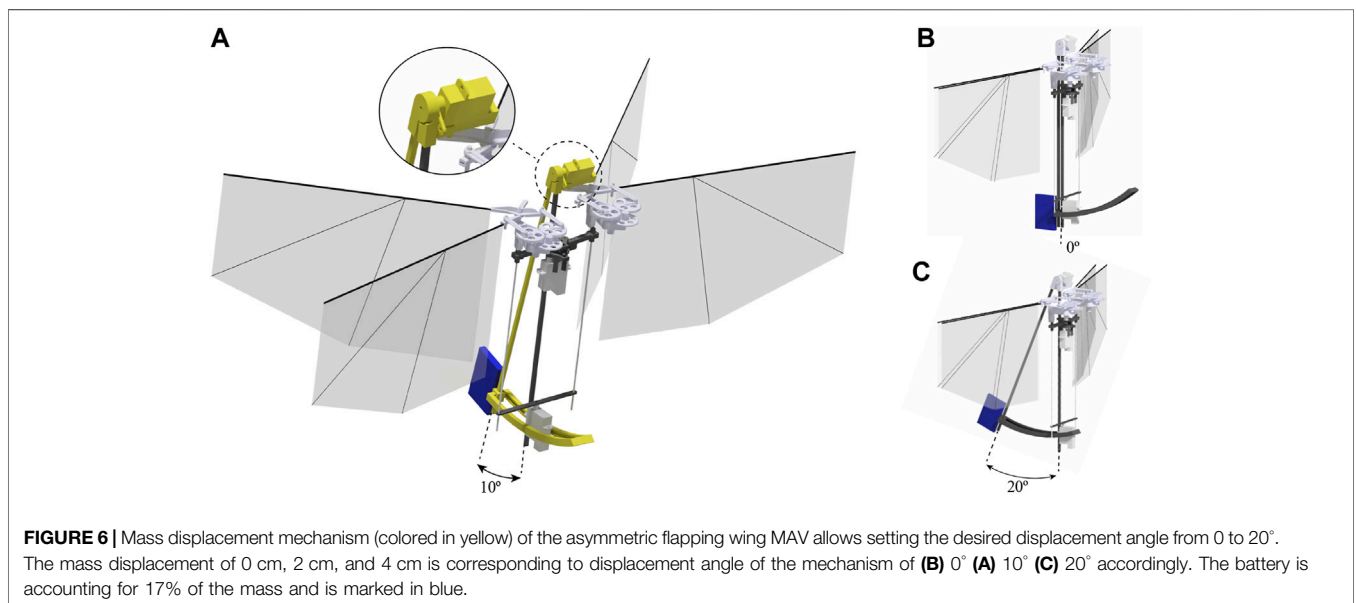 A
B
0°
C
10°
20°
FIGURE 6 | Mass displacement mechanism (colored in yellow) of the asymmetric flapping wing MAV allows setting the desired displacement angle from 0 to 20°.
The mass displacement of 0 cm, 2 cm, and 4 cm is corresponding to displacement angle of the mechanism of (B) 0° (A) 10° (C) 20° accordingly. The battery is
accounting for 17% of the mass and is marked in blue.